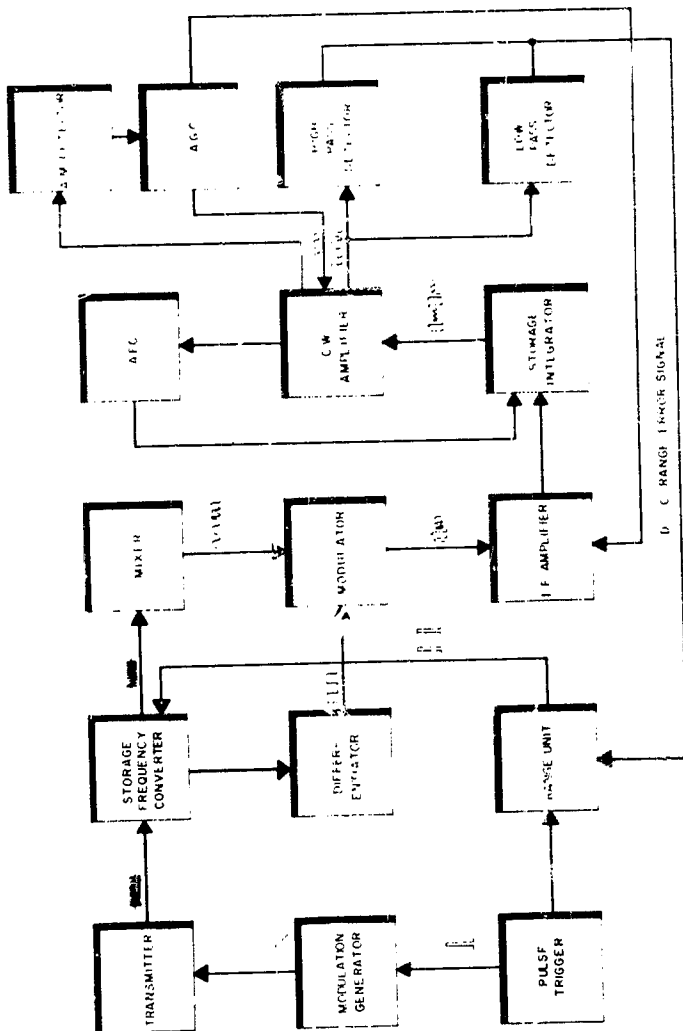 AGC
HIGH
PASS
DETECTOR
LOW
PASS
DETECTOR
AFC
CW
AMPLIFIER
STORAGE
INTEGRATOR
MIXER
MODULATOR
I F AMPLIFIER
D C RANGE ERROR SIGNAL
STORAGE
FREQUENCY
CONVERTER
DIFFER-
ENTIATOR
RANGE UNIT
TRANSMITTER
MODULATION
GENERATOR
PULSE
TRIGGER